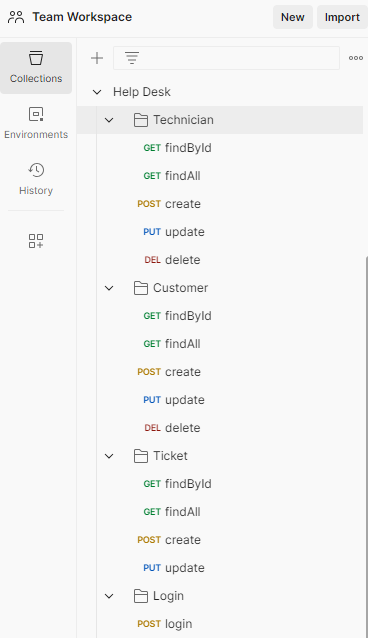 Team Workspace New Import
Collections
Environments
History
Help Desk
Technician
GET findById
GET findAll
POST create
PUT update
DEL delete
Customer
GET findById
GET findAll
POST create
PUT update
DEL delete
Ticket
GET findById
GET findAll
POST create
PUT update
Login
POST login